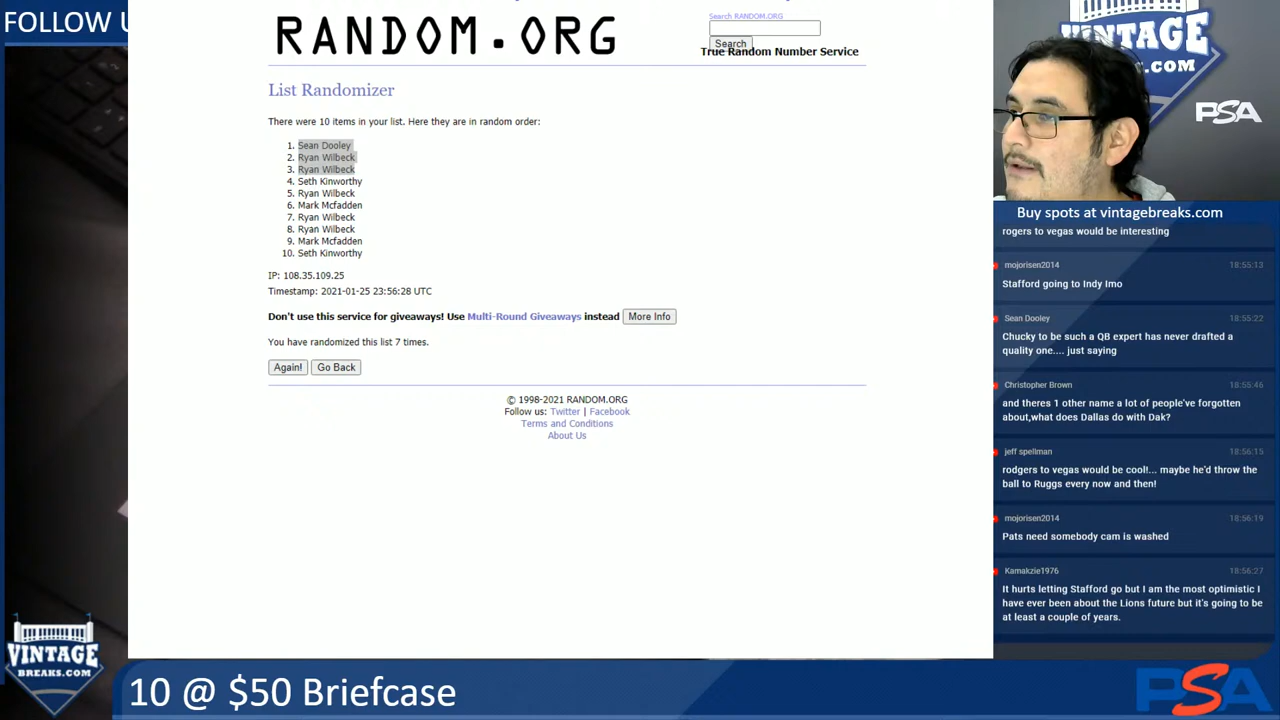 FOLLOW U
RANDOM.ORG
Search RANDOM.ORG
Search
True Random Number Service
List Randomizer
There were 10 items in your list. Here they are in random order:
1. Sean Dooley
2. Ryan Wilbeck
3. Ryan Wilbeck
4. Seth Kinworthy
5. Ryan Wilbeck
6. Mark Mcfadden
7. Ryan Wilbeck
8. Ryan Wilbeck
9. Mark Mcfadden
10. Seth Kinworthy
IP: 108.35.109.25
Timestamp: 2021-01-25 23:56:28 UTC
Don't use this service for giveaways! Use Multi-Round Giveaways instead More Info
You have randomized this list 7 times.
Again! Go Back
© 1998-2021 RANDOM.ORG
Follow us: Twitter | Facebook
Terms and Conditions
About Us
VINTAGE
.COM
PSA
Buy spots at vintagebreaks.com
rogers to vegas would be interesting
mojorisen2014 18:55:13
Stafford going to Indy Imo
Sean Dooley 18:55:22
Chucky to be such a QB expert has never drafted a
quality one.... just saying
Christopher Brown 18:55:46
and theres 1 other name a lot of people've forgotten
about,what does Dallas do with Dak?
jeff spellman 18:56:15
rodgers to vegas would be cool!... maybe he'd throw the
ball to Ruggs every now and then!
mojorisen2014 18:56:19
Pats need somebody cam is washed
Kamakzie1976 18:56:27
It hurts letting Stafford go but I am the most optimistic I
have ever been about the Lions future but it's going to be
at least a couple of years.
VINTAGE
BREAKS.COM
10 @ $50 Briefcase
PSA